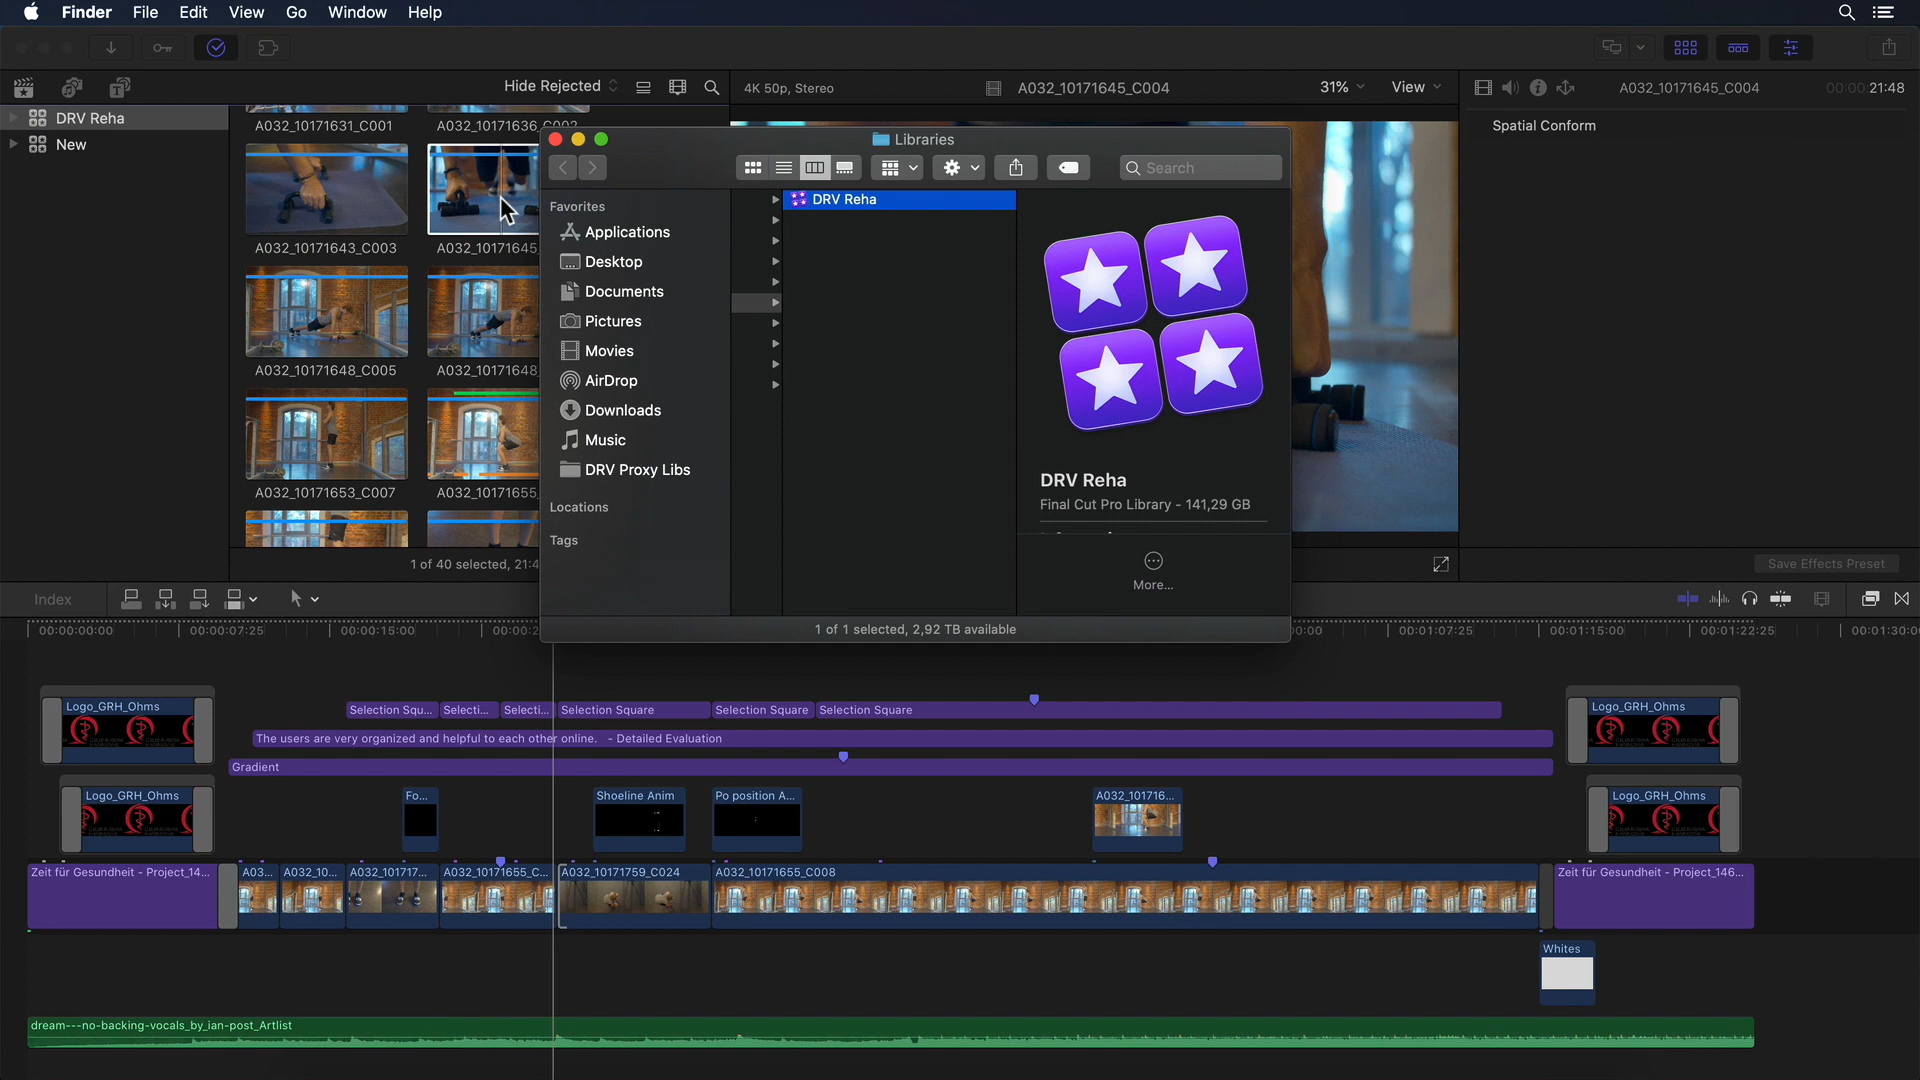 Finder File Edit View Go Window Help
Hide Rejected
4K 50p, Stereo
A032_10171645_C004
31%
View
A032_10171645_C004
00:00:21:48
DRV Reha
New
A032_10171631_C001
A032_10171636_C002
A032_10171643_C003
A032_10171645_
A032_10171648_C005
A032_10171648_
A032_10171653_C007
A032_10171655_
1 of 40 selected, 21:4
Spatial Conform
Save Effects Preset
Libraries
Search
Favorites
Applications
Desktop
Documents
Pictures
Movies
AirDrop
Downloads
Music
DRV Proxy Libs
Locations
Tags
DRV Reha
DRV Reha
Final Cut Pro Library - 141,29 GB
More...
1 of 1 selected, 2,92 TB available
Index
00:00:00:00
00:00:07:25
00:00:15:00
00:00:2
00:00
00:01:07:25
00:01:15:00
00:01:22:25
00:01:30:00
Logo_GRH_Ohms
Selection Squ...
Selecti...
Selecti...
Selection Square
Selection Square
Selection Square
Logo_GRH_Ohms
The users are very organized and helpful to each other online. - Detailed Evaluation
Gradient
Logo_GRH_Ohms
Fo...
Shoeline Anim
Po position A...
A032_101716...
Logo_GRH_Ohms
Zeit für Gesundheit - Project_14...
A03...
A032_10...
A032_101717...
A032_10171655_C...
A032_10171759_C024
A032_10171655_C008
Zeit für Gesundheit - Project_146...
Whites
dream---no-backing-vocals_by_ian-post_Artlist